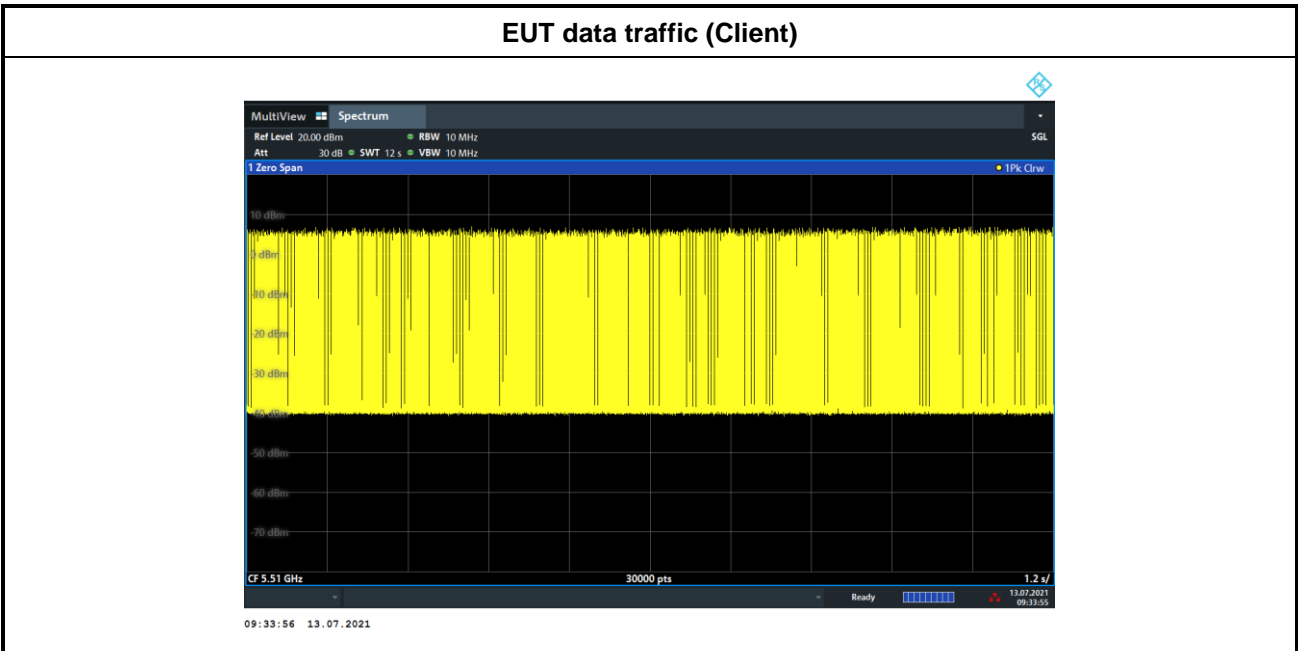 EUT data traffic (Client)
R&S
MultiView Spectrum
Ref Level 20.00 dBm RBW 10 MHz SGL
Att 30 dB SWT 12 s VBW 10 MHz
1 Zero Span 1Pk Clrw
10 dBm
0 dBm
-10 dBm
-20 dBm
-30 dBm
-40 dBm
-50 dBm
-60 dBm
-70 dBm
CF 5.51 GHz 30000 pts 1.2 s/
Ready 13.07.2021
09:33:55
09:33:56 13.07.2021